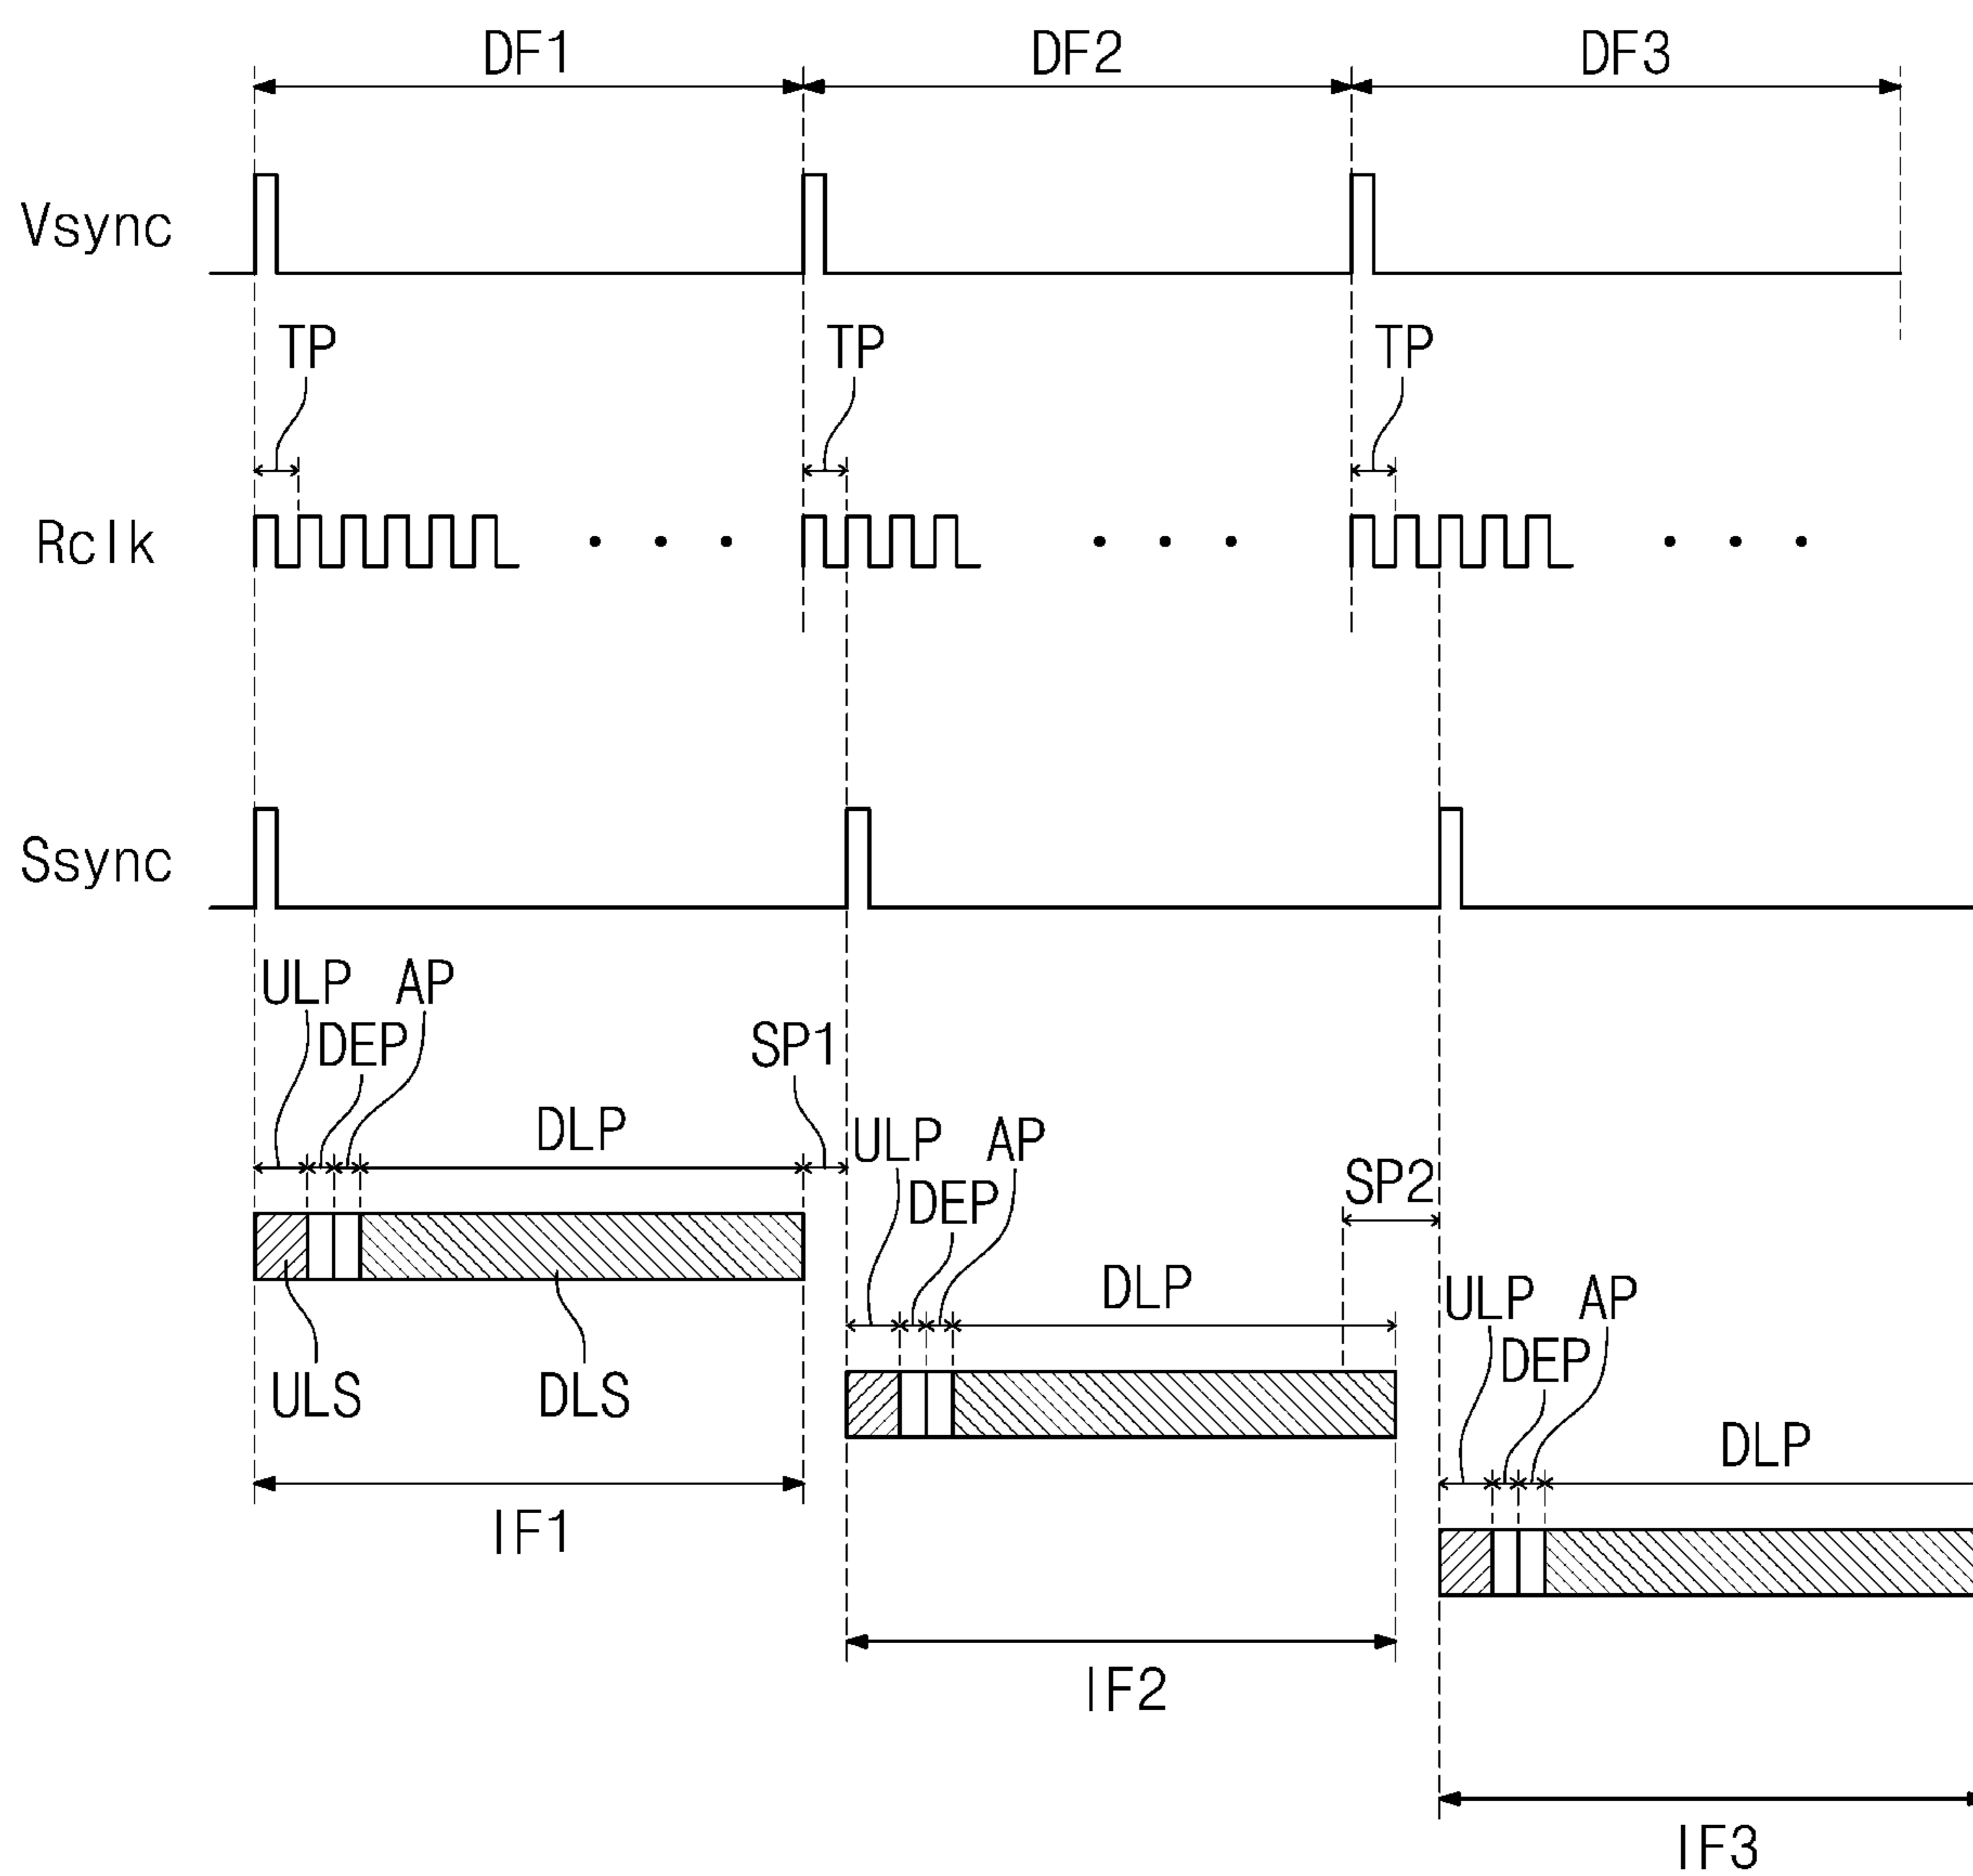 DF1 DF2 DF3
Vsync
TP TP TP
Rclk
Ssync
ULP AP
DEP SP1
DLP ULP AP
DEP SP2
DLP ULP AP
DEP
ULS DLS
DLP
IF1
IF2
IF3